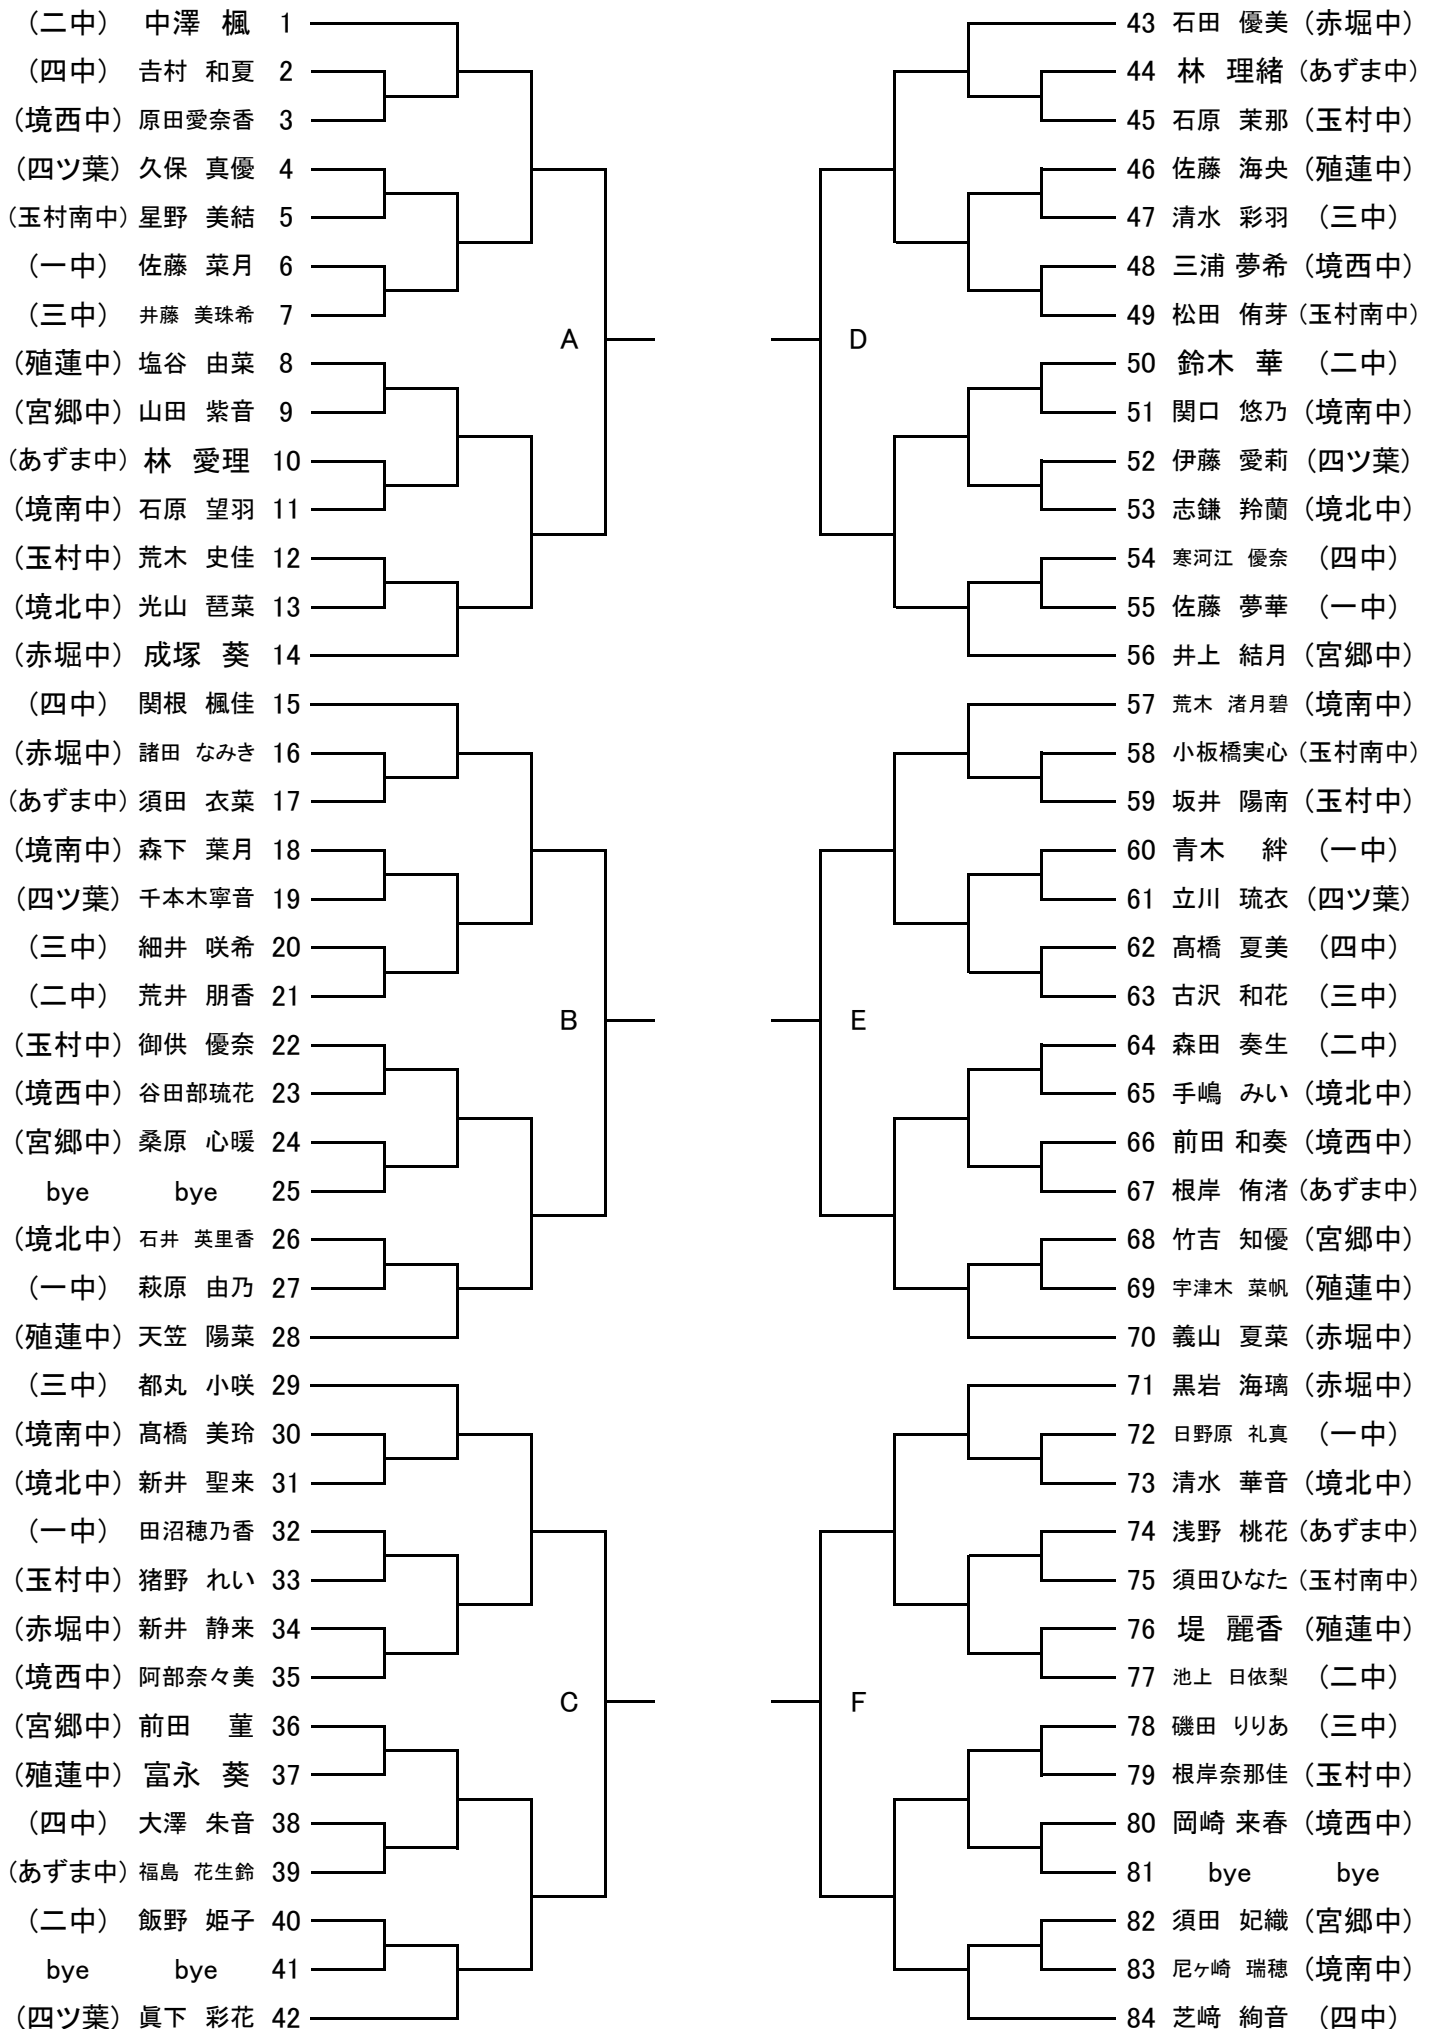 (二中) 中澤 楓 1
(四中) 𠮷村 和夏 2
(境西中) 原田愛奈香 3
(四ツ葉) 久保 真優 4
(玉村南中) 星野 美結 5
(一中) 佐藤 菜月 6
(三中) 井藤 美珠希 7
(殖蓮中) 塩谷 由菜 8
(宮郷中) 山田 紫音 9
(あずま中) 林 愛理 10
(境南中) 石原 望羽 11
(玉村中) 荒木 史佳 12
(境北中) 光山 琶菜 13
(赤堀中) 成塚 葵 14
(四中) 関根 楓佳 15
(赤堀中) 諸田 なみき 16
(あずま中) 須田 衣菜 17
(境南中) 森下 葉月 18
(四ツ葉) 千本木寧音 19
(三中) 細井 咲希 20
(二中) 荒井 朋香 21
(玉村中) 御供 優奈 22
(境西中) 谷田部琉花 23
(宮郷中) 桑原 心暖 24
bye bye 25
(境北中) 石井 英里香 26
(一中) 萩原 由乃 27
(殖蓮中) 天笠 陽菜 28
(三中) 都丸 小咲 29
(境南中) 髙橋 美玲 30
(境北中) 新井 聖来 31
(一中) 田沼穂乃香 32
(玉村中) 猪野 れい 33
(赤堀中) 新井 静来 34
(境西中) 阿部奈々美 35
(宮郷中) 前田 菫 36
(殖蓮中) 富永 葵 37
(四中) 大澤 朱音 38
(あずま中) 福島 花生鈴 39
(二中) 飯野 姫子 40
bye bye 41
(四ツ葉) 眞下 彩花 42
A
B
C
D
E
F
43 石田 優美 (赤堀中)
44 林 理緒 (あずま中)
45 石原 茉那 (玉村中)
46 佐藤 海央 (殖蓮中)
47 清水 彩羽 (三中)
48 三浦 夢希 (境西中)
49 松田 侑芽 (玉村南中)
50 鈴木 華 (二中)
51 関口 悠乃 (境南中)
52 伊藤 愛莉 (四ツ葉)
53 志鎌 羚蘭 (境北中)
54 寒河江 優奈 (四中)
55 佐藤 夢華 (一中)
56 井上 結月 (宮郷中)
57 荒木 渚月碧 (境南中)
58 小板橋実心 (玉村南中)
59 坂井 陽南 (玉村中)
60 青木 絆 (一中)
61 立川 琉衣 (四ツ葉)
62 髙橋 夏美 (四中)
63 古沢 和花 (三中)
64 森田 奏生 (二中)
65 手嶋 みい (境北中)
66 前田 和奏 (境西中)
67 根岸 侑渚 (あずま中)
68 竹吉 知優 (宮郷中)
69 宇津木 菜帆 (殖蓮中)
70 義山 夏菜 (赤堀中)
71 黒岩 海璃 (赤堀中)
72 日野原 礼真 (一中)
73 清水 華音 (境北中)
74 浅野 桃花 (あずま中)
75 須田ひなた (玉村南中)
76 堤 麗香 (殖蓮中)
77 池上 日依梨 (二中)
78 磯田 りりあ (三中)
79 根岸奈那佳 (玉村中)
80 岡崎 来春 (境西中)
81 bye bye
82 須田 妃織 (宮郷中)
83 尼ヶ崎 瑞穂 (境南中)
84 芝﨑 絢音 (四中)